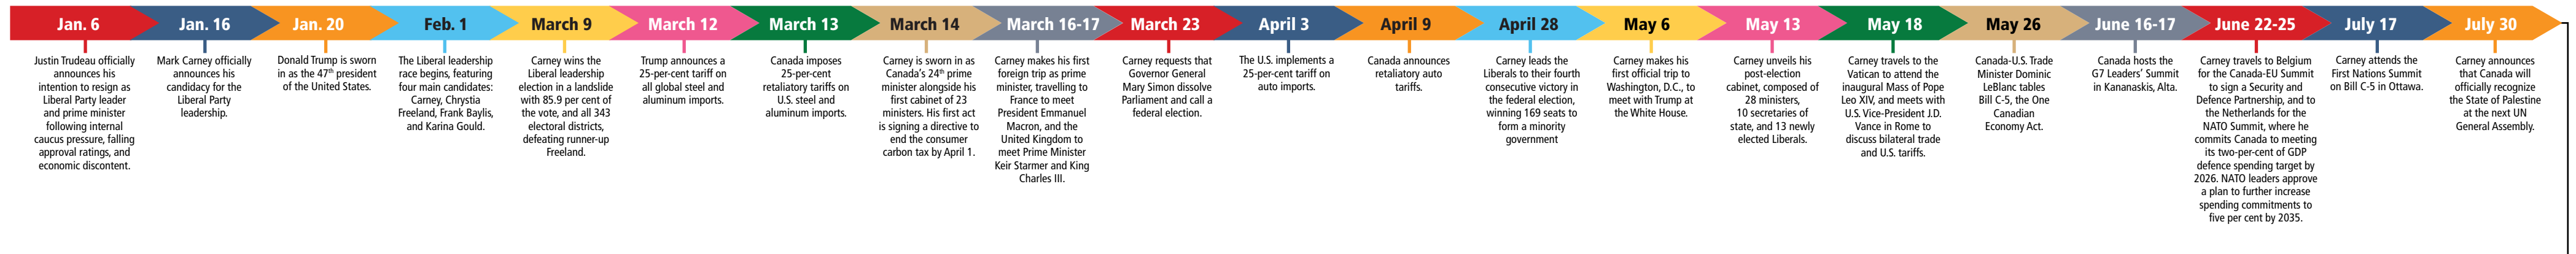 Jan. 6
Justin Trudeau officially
announces his
intention to resign as
Liberal Party leader
and prime minister
following internal
caucus pressure, falling
approval ratings, and
economic discontent.
Jan. 16
Mark Carney officially
announces his
candidacy for the
Liberal Party
leadership.
Jan. 20
Donald Trump is sworn
in as the 47th president
of the United States.
Feb. 1
The Liberal leadership
race begins, featuring
four main candidates:
Carney, Chrystia
Freeland, Frank Baylis,
and Karina Gould.
March 9
Carney wins the
Liberal leadership
election in a landslide
with 85.9 per cent of
the vote, and all 343
electoral districts,
defeating runner-up
Freeland.
March 12
Trump announces a
25-per-cent tariff on
all global steel and
aluminum imports.
March 13
Canada imposes
25-per-cent
retaliatory tariffs on
U.S. steel and
aluminum imports.
March 14
Carney is sworn in as
Canada's 24th prime
minister alongside his
first cabinet of 23
ministers. His first act
is signing a directive to
end the consumer
carbon tax by April 1.
March 16-17
Carney makes his first
foreign trip as prime
minister, travelling to
France to meet
President Emmanuel
Macron, and the
United Kingdom to
meet Prime Minister
Keir Starmer and King
Charles III.
March 23
Carney requests that
Governor General
Mary Simon dissolve
Parliament and call a
federal election.
April 3
The U.S. implements a
25-per-cent tariff on
auto imports.
April 9
Canada announces
retaliatory auto
tariffs.
April 28
Carney leads the
Liberals to their fourth
consecutive victory in
the federal election,
winning 169 seats to
form a minority
government
May 6
Carney makes his
first official trip to
Washington, D.C., to
meet with Trump at
the White House.
May 13
Carney unveils his
post-election
cabinet, composed of
28 ministers,
10 secretaries of
state, and 13 newly
elected Liberals.
May 18
Carney travels to the
Vatican to attend the
inaugural Mass of Pope
Leo XIV, and meets with
U.S. Vice-President J.D.
Vance in Rome to
discuss bilateral trade
and U.S. tariffs.
May 26
Canada-U.S. Trade
Minister Dominic
LeBlanc tables
Bill C-5, the One
Canadian
Economy Act.
June 16-17
Canada hosts the
G7 Leaders' Summit
in Kananaskis, Alta.
June 22-25
Carney travels to Belgium
for the Canada-EU Summit
to sign a Security and
Defence Partnership, and to
the Netherlands for the
NATO Summit, where he
commits Canada to meeting
its two-per-cent of GDP
defence spending target by
2026. NATO leaders approve
a plan to further increase
spending commitments to
five per cent by 2035.
July 17
Carney attends the
First Nations Summit
on Bill C-5 in Ottawa.
July 30
Carney announces
that Canada will
officially recognize
the State of Palestine
at the next UN
General Assembly.